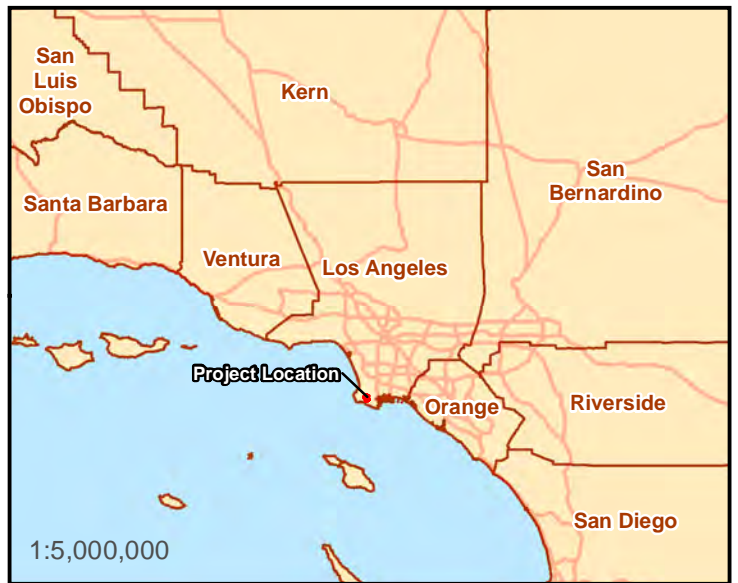 San
Luis
Obispo
Kern
San
Bernardino
Santa Barbara
Ventura
Los Angeles
Project Location
Orange
Riverside
San Diego
1:5,000,000